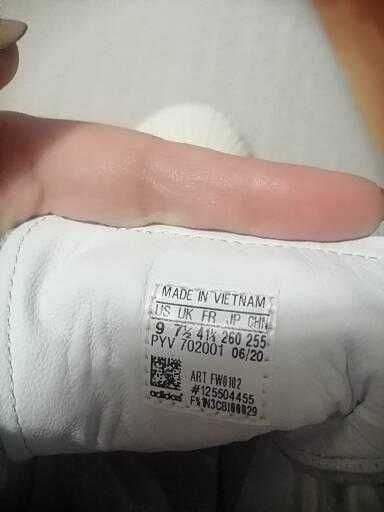 MADE IN VIETNAM
US UK FR JP CHN
9 7½ 41⅓ 260 255
PYV 702001 06/20
ART FW0102
#125504455
adidas